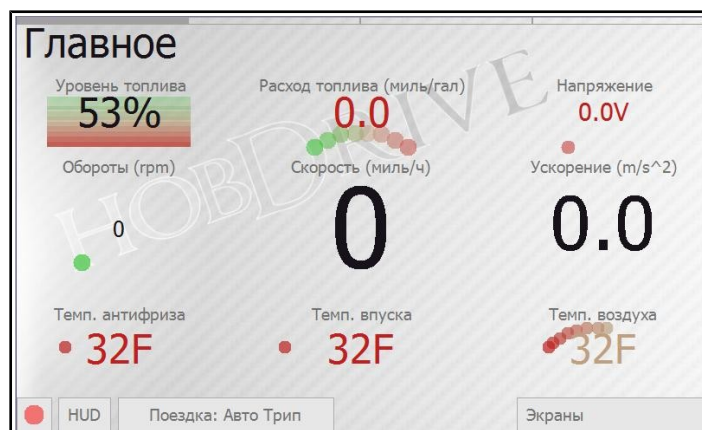 Главное
Уровень топлива
53%
Расход топлива (миль/гал)
0.0
Напряжение
0.0V
Обороты (rpm)
0
Скорость (миль/ч)
0
Ускорение (m/s^2)
0.0
HOBDRIVE
Темп. антифриза
32F
Темп. впуска
32F
Темп. воздуха
32F
HUD
Поездка: Авто Трип
Экраны